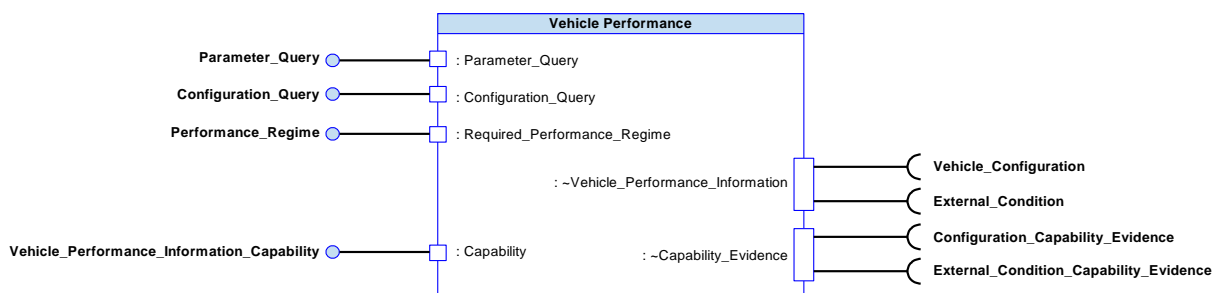 Vehicle Performance
Parameter_Query
: Parameter_Query
Configuration_Query
: Configuration_Query
Performance_Regime
: Required_Performance_Regime
Vehicle_Configuration
: ~Vehicle_Performance_Information
External_Condition
Configuration_Capability_Evidence
Vehicle_Performance_Information_Capability
: Capability
: ~Capability_Evidence
External_Condition_Capability_Evidence